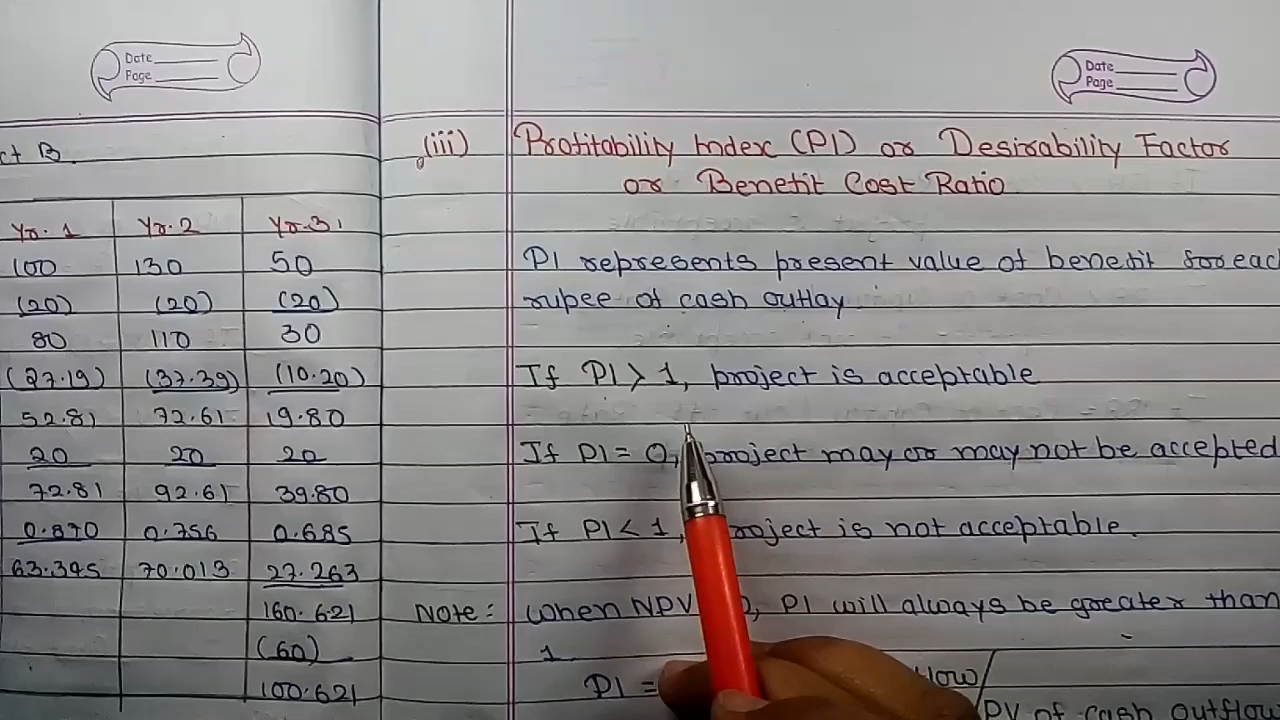 Date
Page
Date
Page
ct B.
Yr. 1 Yr. 2 Yr. 3
100 130 50
(20) (20) (20)
80 110 30
(27.19) (37.39) (10.20)
52.81 72.61 19.80
20 20 20
72.81 92.61 39.80
0.870 0.756 0.685
63.345 70.013 27.263
160.621
(60)
100.621
(iii) Profitability Index (PI) or Desirability Factor
or Benefit Cost Ratio
PI represents present value of benefit for eac
rupee of cash outlay
If PI > 1, project is acceptable
If PI = 0, project may or may not be accepted
If PI < 1, project is not acceptable.
Note: When NPV 0, PI will always be greater than
1
PI = flow/
PV of cash outflow